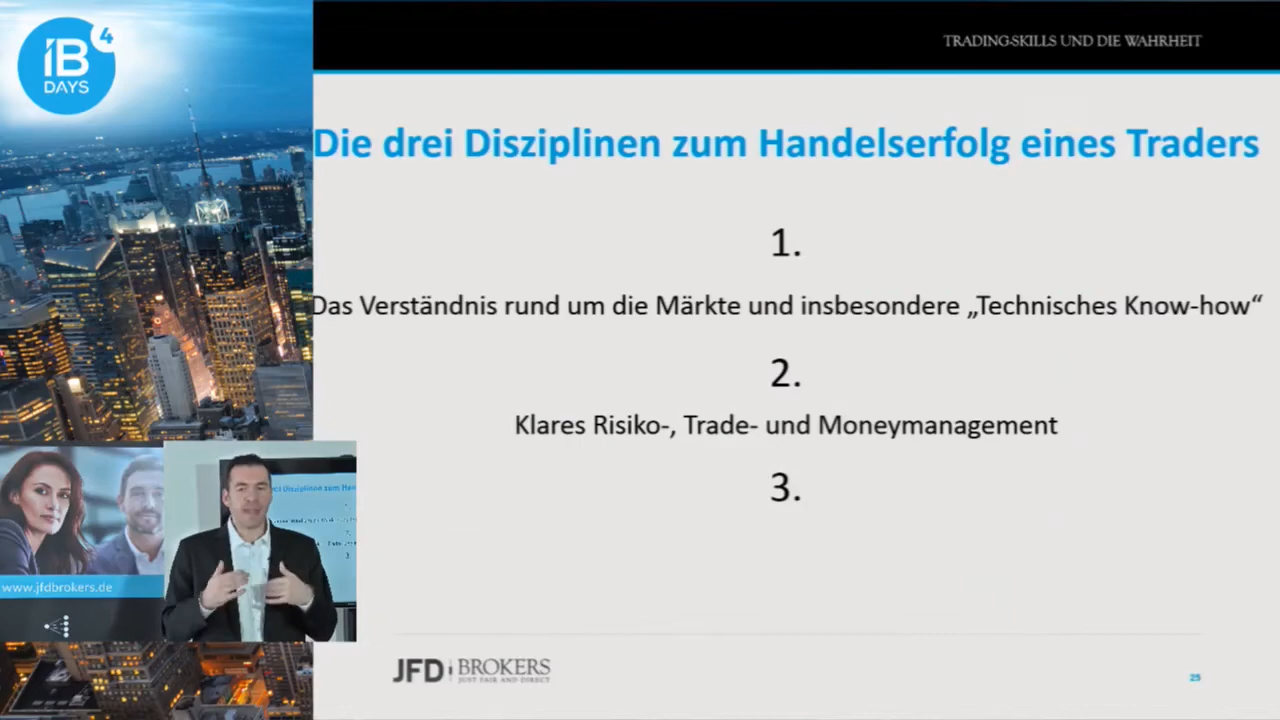 4
iB
DAYS
TRADING-SKILLS UND DIE WAHRHEIT
Die drei Disziplinen zum Handelserfolg eines Traders
1.
Das Verständnis rund um die Märkte und insbesondere „Technisches Know-how“
2.
Klares Risiko-, Trade- und Moneymanagement
3.
www.jfdbrokers.de
JFD BROKERS
JUST FAIR AND DIRECT
25